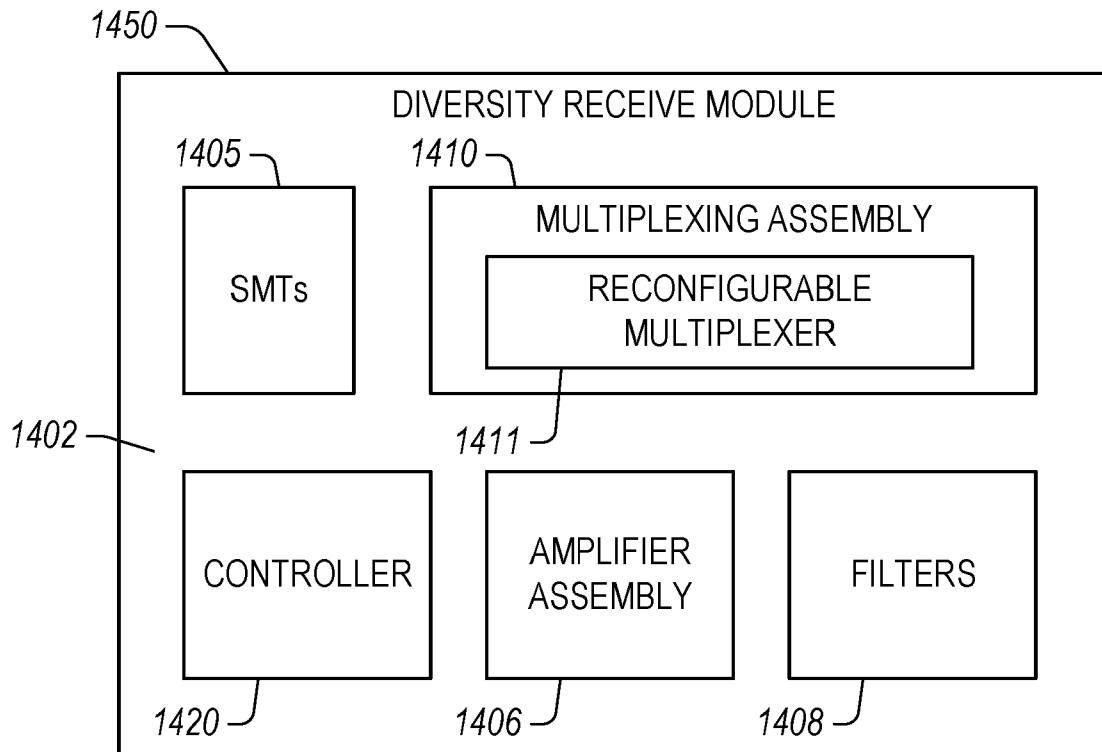 1450
DIVERSITY RECEIVE MODULE
1405
1410
SMTs
MULTIPLEXING ASSEMBLY
RECONFIGURABLE
MULTIPLEXER
1402
1411
CONTROLLER
AMPLIFIER
ASSEMBLY
FILTERS
1420
1406
1408